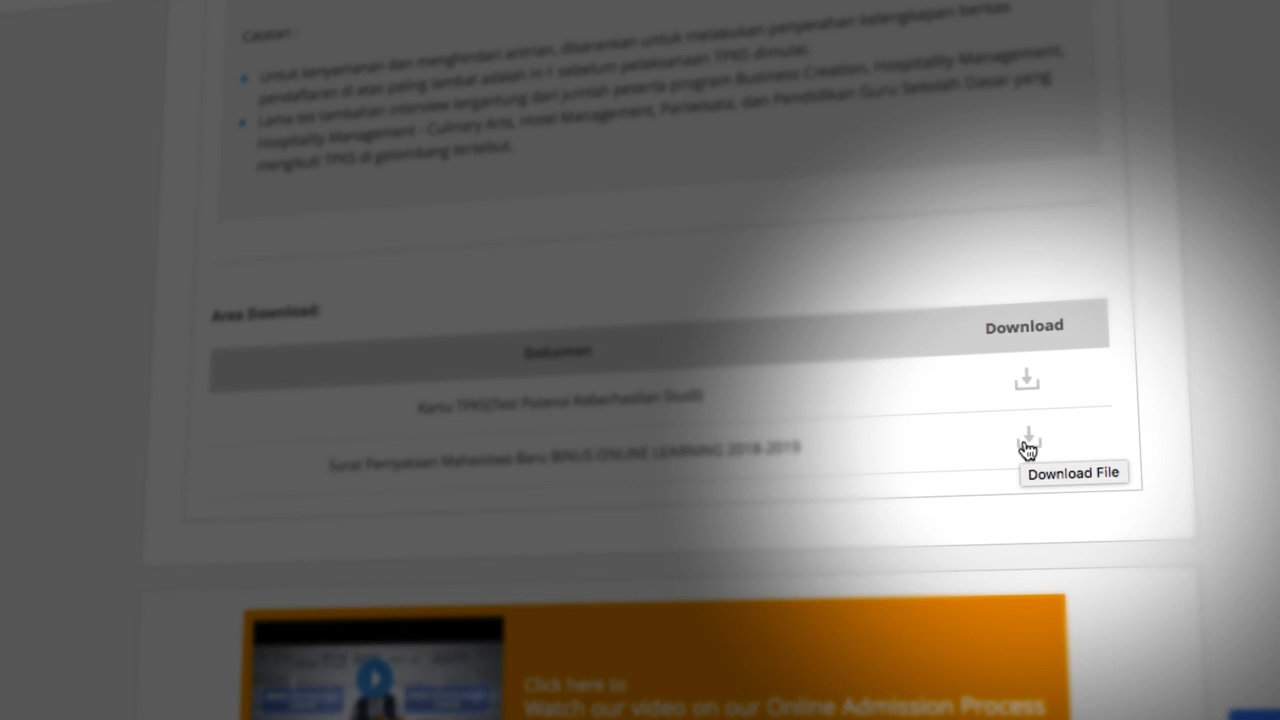 Catatan :
Untuk kenyamanan dan menghindari antrian, disarankan untuk melakukan penyerahan kelengkapan berkas
pendaftaran di atas paling lambat adalah H-1 sebelum pelaksanaan TPKS dimulai.
Lama tes tambahan interview tergantung dari jumlah peserta program Business Creation, Hospitality Management,
Hospitality Management - Culinary Arts, Hotel Management, Pariwisata, dan Pendidikan Guru Sekolah Dasar yang
mengikuti TPKS di gelombang tersebut.
Area Download:
Dokumen Download
Kartu TPKS(Test Potensi Keberhasilan Studi)
Surat Pernyataan Mahasiswa Baru BINUS ONLINE LEARNING 2018-2019
Download File
Click here to
Watch our video on our Online Admission Process